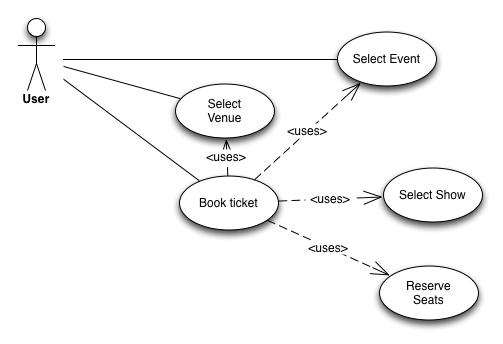 Select Event
User
Select
Venue
<uses>
<uses>
Book ticket
<uses>
Select Show
<uses>
Reserve
Seats